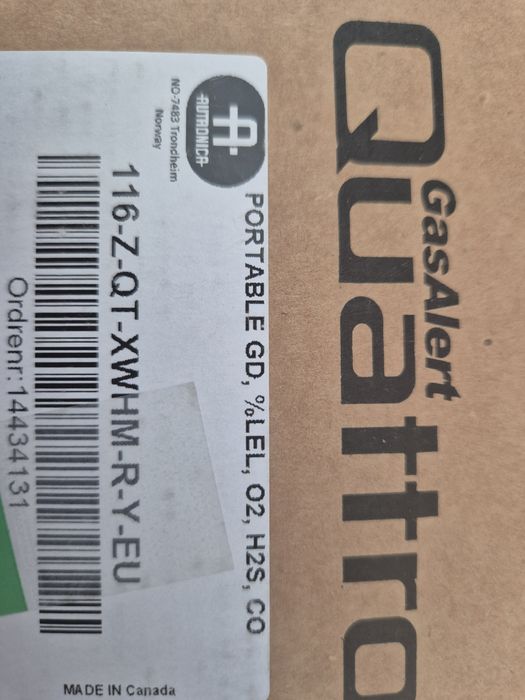 GasAlert
Quattro
AUTRONICA
NO-7483 Trondheim
Norway
PORTABLE GD, %LEL, O2, H2S, CO
116-Z-QT-XWHM-R-Y-EU
Ordrenr: 14434131
MADE IN Canada